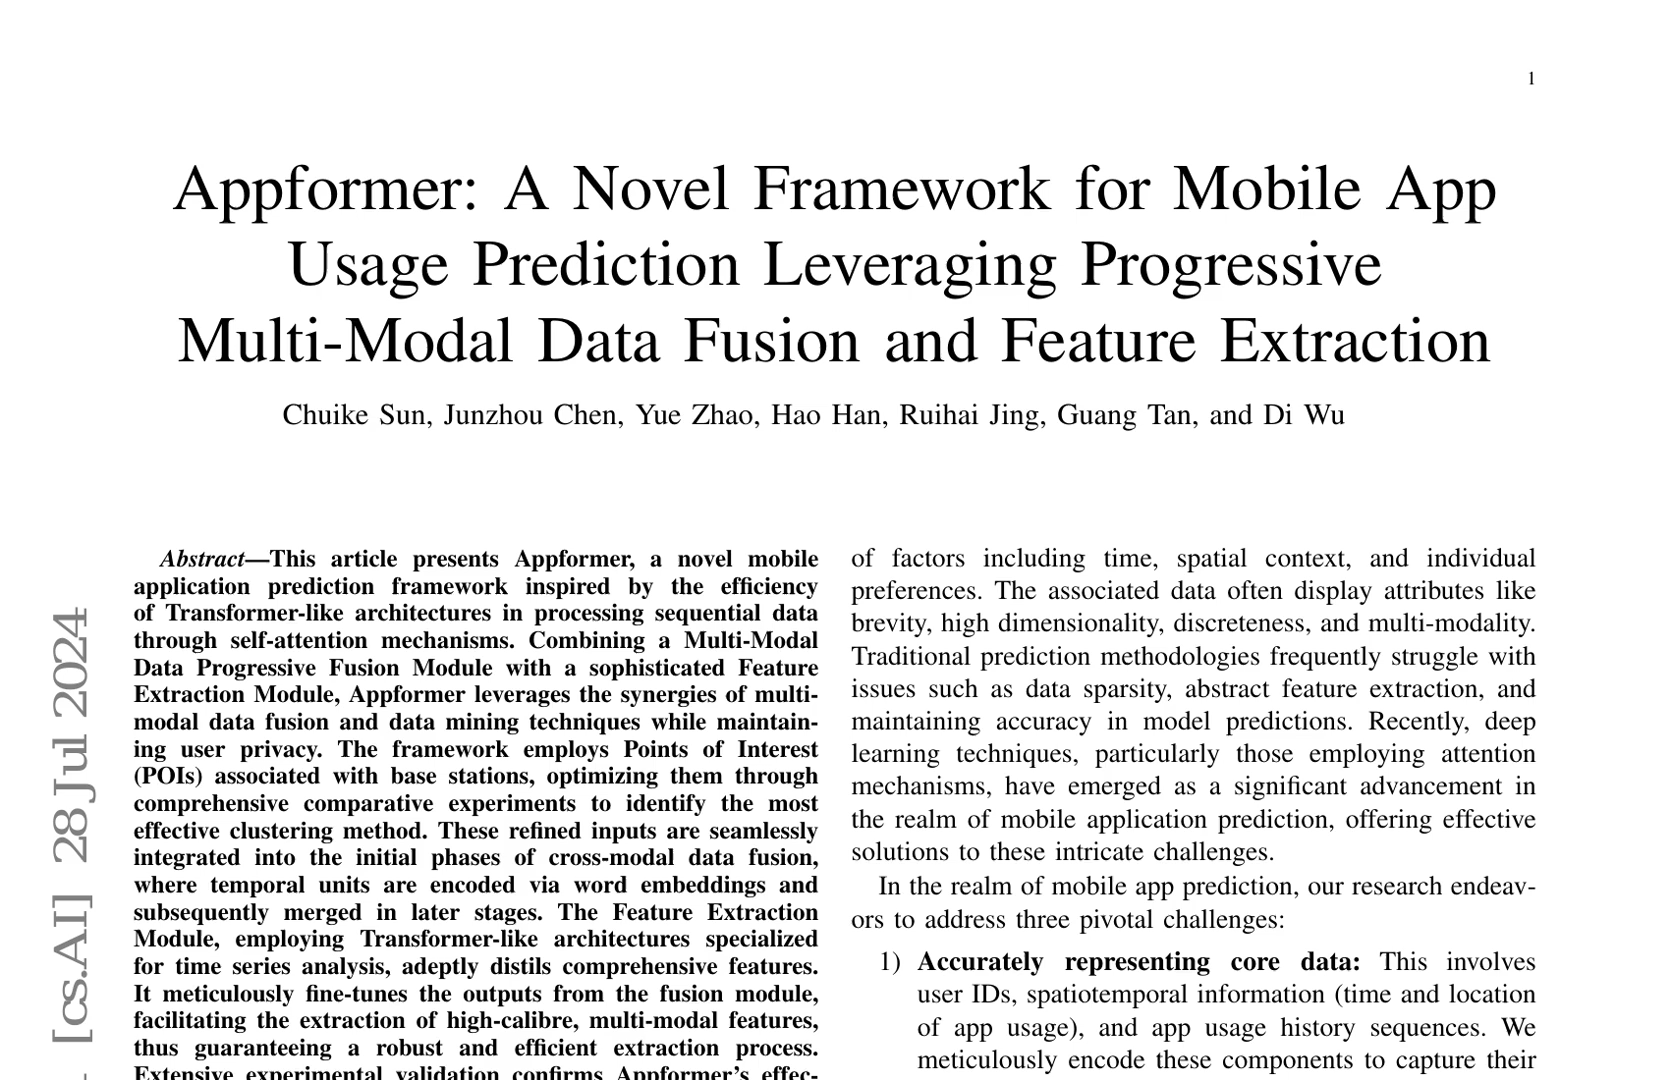 1
Appformer: A Novel Framework for Mobile App
Usage Prediction Leveraging Progressive
Multi-Modal Data Fusion and Feature Extraction
Chuike Sun, Junzhou Chen, Yue Zhao, Hao Han, Ruihai Jing, Guang Tan, and Di Wu
Abstract—This article presents Appformer, a novel mobile
application prediction framework inspired by the efficiency
of Transformer-like architectures in processing sequential data
through self-attention mechanisms. Combining a Multi-Modal
Data Progressive Fusion Module with a sophisticated Feature
Extraction Module, Appformer leverages the synergies of multi-
modal data fusion and data mining techniques while maintain-
ing user privacy. The framework employs Points of Interest
(POIs) associated with base stations, optimizing them through
comprehensive comparative experiments to identify the most
effective clustering method. These refined inputs are seamlessly
integrated into the initial phases of cross-modal data fusion,
where temporal units are encoded via word embeddings and
subsequently merged in later stages. The Feature Extraction
Module, employing Transformer-like architectures specialized
for time series analysis, adeptly distils comprehensive features.
It meticulously fine-tunes the outputs from the fusion module,
facilitating the extraction of high-calibre, multi-modal features,
thus guaranteeing a robust and efficient extraction process.
Extensive experimental validation confirms Appformer's effec-
of factors including time, spatial context, and individual
preferences. The associated data often display attributes like
brevity, high dimensionality, discreteness, and multi-modality.
Traditional prediction methodologies frequently struggle with
issues such as data sparsity, abstract feature extraction, and
maintaining accuracy in model predictions. Recently, deep
learning techniques, particularly those employing attention
mechanisms, have emerged as a significant advancement in
the realm of mobile application prediction, offering effective
solutions to these intricate challenges.
In the realm of mobile app prediction, our research endeav-
ors to address three pivotal challenges:
1) Accurately representing core data: This involves
user IDs, spatiotemporal information (time and location
of app usage), and app usage history sequences. We
meticulously encode these components to capture their
[cs.AI] 28 Jul 2024